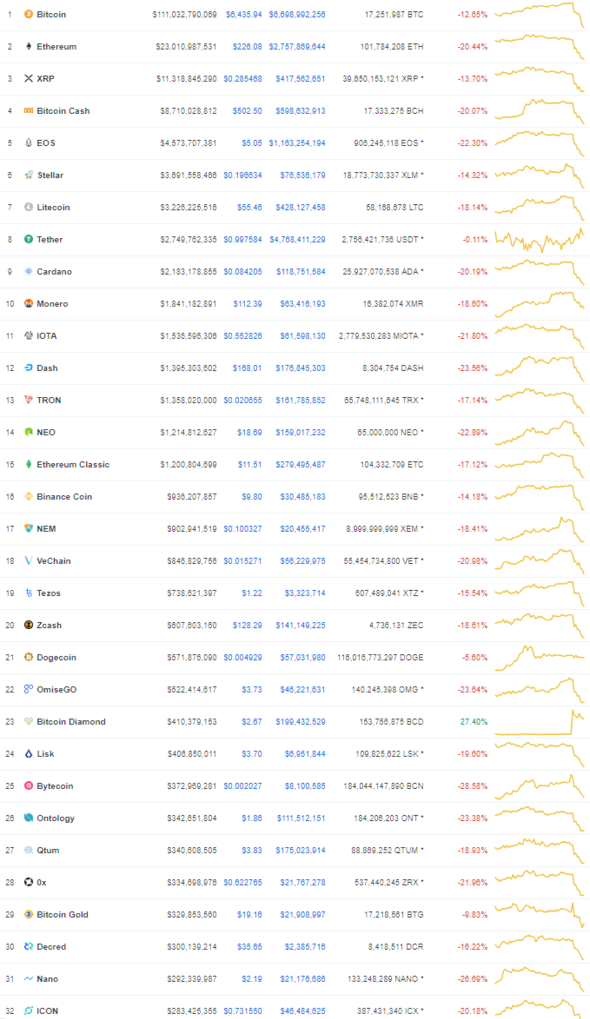 1 Bitcoin $111,032,790,069 $6,435.94 $6,698,992,256 17,251,987 BTC -12.65%
2 Ethereum $23,010,987,531 $226.08 $2,757,869,644 101,784,208 ETH -20.44%
3 XRP $11,318,845,290 $0.285468 $417,562,651 39,650,153,121 XRP * -13.70%
4 Bitcoin Cash $8,710,028,812 $502.50 $598,632,913 17,333,275 BCH -20.07%
5 EOS $4,573,707,381 $5.05 $1,163,254,194 906,245,118 EOS * -22.30%
6 Stellar $3,691,558,466 $0.196634 $76,536,179 18,773,730,337 XLM * -14.32%
7 Litecoin $3,226,225,516 $55.46 $428,127,458 58,168,678 LTC -18.14%
8 Tether $2,749,762,335 $0.997584 $4,768,411,229 2,756,421,736 USDT * -0.11%
9 Cardano $2,183,178,855 $0.084205 $118,751,584 25,927,070,538 ADA * -20.19%
10 Monero $1,841,182,891 $112.39 $63,416,193 16,382,074 XMR -18.60%
11 IOTA $1,536,596,306 $0.552826 $61,598,130 2,779,530,283 MIOTA * -21.80%
12 Dash $1,395,303,602 $168.01 $176,845,303 8,304,754 DASH -23.56%
13 TRON $1,358,020,000 $0.020655 $161,785,852 65,748,111,645 TRX * -17.14%
14 NEO $1,214,812,627 $18.69 $159,017,232 65,000,000 NEO * -22.89%
15 Ethereum Classic $1,200,804,699 $11.51 $279,495,487 104,332,709 ETC -17.12%
16 Binance Coin $936,207,857 $9.80 $30,485,183 95,512,523 BNB * -14.18%
17 NEM $902,941,519 $0.100327 $20,455,417 8,999,999,999 XEM * -18.41%
18 VeChain $846,829,756 $0.015271 $56,229,975 55,454,734,800 VET * -20.98%
19 Tezos $738,621,397 $1.22 $3,323,714 607,489,041 XTZ * -15.54%
20 Zcash $607,603,160 $128.29 $141,149,225 4,736,131 ZEC -18.61%
21 Dogecoin $571,876,090 $0.004929 $57,031,980 116,016,773,297 DOGE -5.60%
22 OmiseGO $522,414,617 $3.73 $46,221,631 140,245,398 OMG * -23.64%
23 Bitcoin Diamond $410,379,153 $2.67 $199,432,529 153,756,875 BCD 27.40%
24 Lisk $406,850,011 $3.70 $6,951,844 109,825,622 LSK * -19.60%
25 Bytecoin $372,969,281 $0.002027 $8,100,585 184,044,147,890 BCN -28.58%
26 Ontology $342,651,804 $1.86 $111,512,151 184,206,203 ONT * -23.38%
27 Qtum $340,608,505 $3.83 $175,023,914 88,869,252 QTUM * -18.93%
28 0x $334,698,976 $0.622765 $21,767,278 537,440,245 ZRX * -21.96%
29 Bitcoin Gold $329,853,560 $19.16 $21,908,997 17,218,561 BTG -9.83%
30 Decred $300,139,214 $35.65 $2,385,716 8,418,511 DCR -16.22%
31 Nano $292,339,987 $2.19 $21,176,686 133,248,289 NANO * -26.69%
32 ICON $283,425,355 $0.731550 $46,484,625 387,431,340 ICX * -20.18%